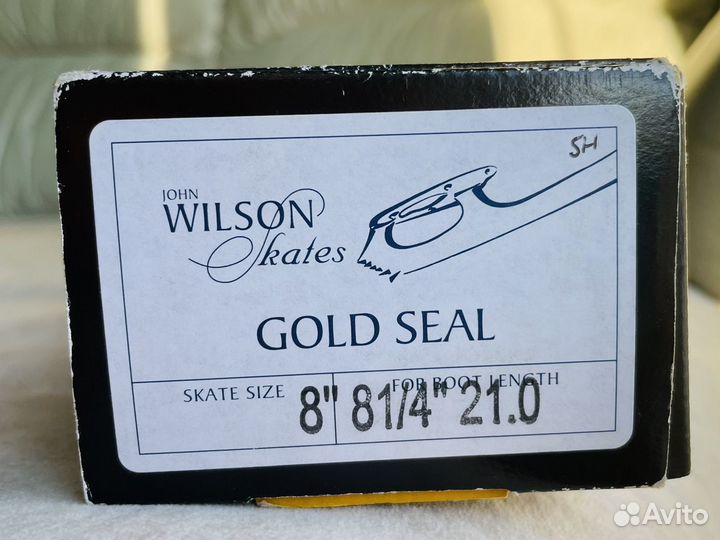 SH
JOHN
WILSON
Skates
GOLD SEAL
SKATE SIZE
FOR BOOT LENGTH
8" 81/4" 21.0
Avito